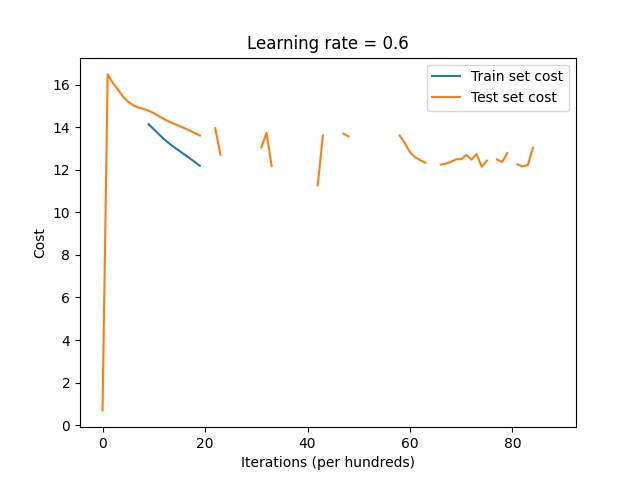 Learning rate = 0.6
Train set cost
Test set cost
16
14
12
10
8
6
4
2
0
Cost
0 20 40 60 80
Iterations (per hundreds)